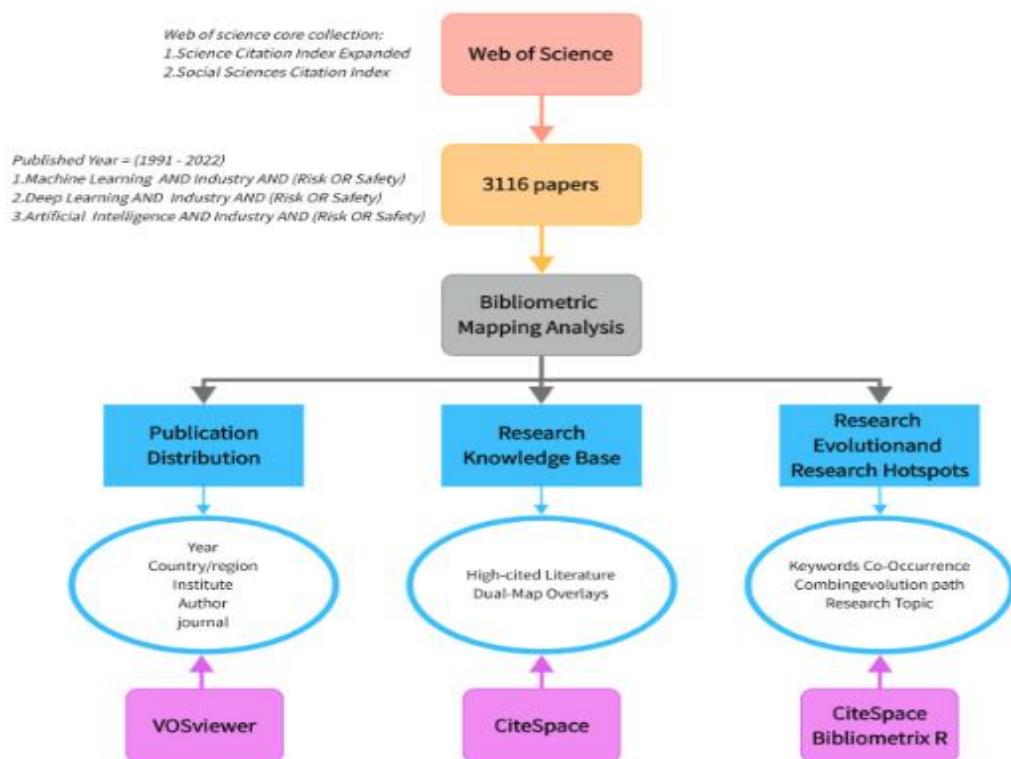 Web of science core collection:
1.Science Citation Index Expanded
2.Social Sciences Citation Index
Web of Science
Published Year = (1991 - 2022)
1.Machine Learning AND Industry AND (Risk OR Safety)
2.Deep Learning AND Industry AND (Risk OR Safety)
3.Artificial Intelligence AND Industry AND (Risk OR Safety)
3116 papers
Bibliometric
Mapping Analysis
Publication
Distribution
Research
Knowledge Base
Research
Evolutionand
Research Hotspots
Year
Country/region
Institute
Author
journal
High-cited Literature
Dual-Map Overlays
Keywords Co-Occurrence
Combingevolution path
Research Topic
VOSviewer
CiteSpace
CiteSpace
Bibliometrix R